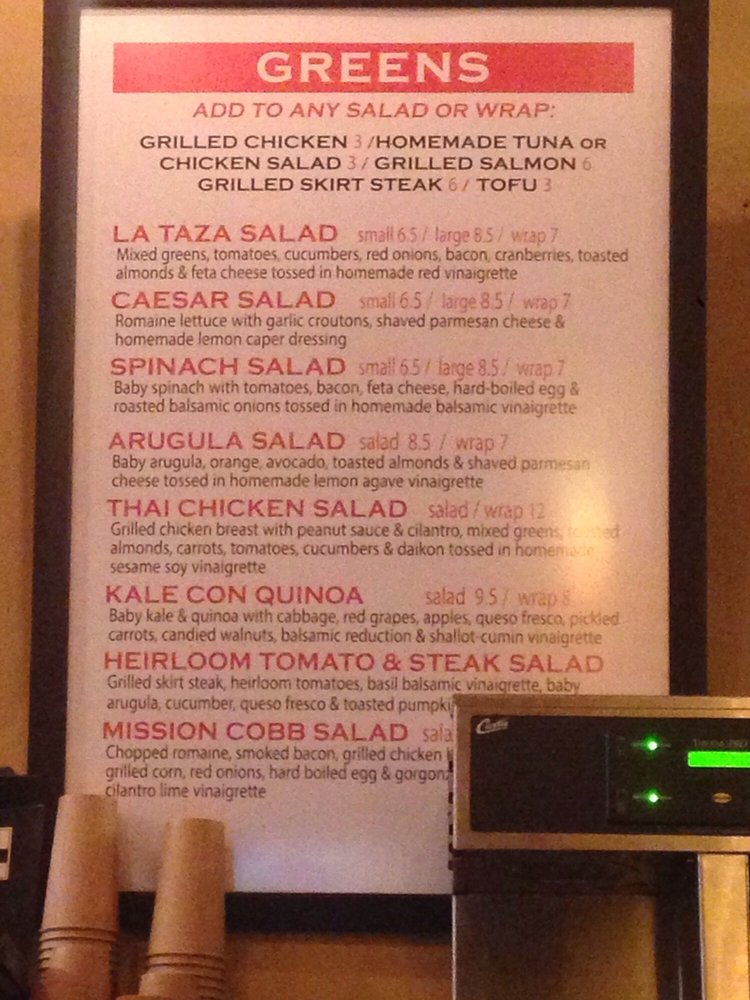 GREENS
ADD TO ANY SALAD OR WRAP:
GRILLED CHICKEN 3 /HOMEMADE TUNA OR
CHICKEN SALAD 3 / GRILLED SALMON 6
GRILLED SKIRT STEAK 6 / TOFU 3
LA TAZA SALAD small 6.5 / large 8.5 / wrap 7
Mixed greens, tomatoes, cucumbers, red onions, bacon, cranberries, toasted
almonds & feta cheese tossed in homemade red vinaigrette
CAESAR SALAD small 6.5 / large 8.5 / wrap 7
Romaine lettuce with garlic croutons, shaved parmesan cheese &
homemade lemon caper dressing
SPINACH SALAD small 6.5 / large 8.5 / wrap 7
Baby spinach with tomatoes, bacon, feta cheese, hard-boiled egg &
roasted balsamic onions tossed in homemade balsamic vinaigrette
ARUGULA SALAD salad 8.5 / wrap 7
Baby arugula, orange, avocado, toasted almonds & shaved parmesan
cheese tossed in homemade lemon agave vinaigrette
THAI CHICKEN SALAD salad / wrap 12
Grilled chicken breast with peanut sauce & cilantro, mixed greens, toasted
almonds, carrots, tomatoes, cucumbers & daikon tossed in homemade
sesame soy vinaigrette
KALE CON QUINOA salad 9.5 / wrap 8
Baby kale & quinoa with cabbage, red grapes, apples, queso fresco, pickled
carrots, candied walnuts, balsamic reduction & shallot-cumin vinaigrette
HEIRLOOM TOMATO & STEAK SALAD
Grilled skirt steak, heirloom tomatoes, basil balsamic vinaigrette, baby
arugula, cucumber, queso fresco & toasted pumpki
MISSION COBB SALAD sala
Chopped romaine, smoked bacon, grilled chicken
grilled corn, red onions, hard boiled egg & gorgonz
cilantro lime vinaigrette
Curtis